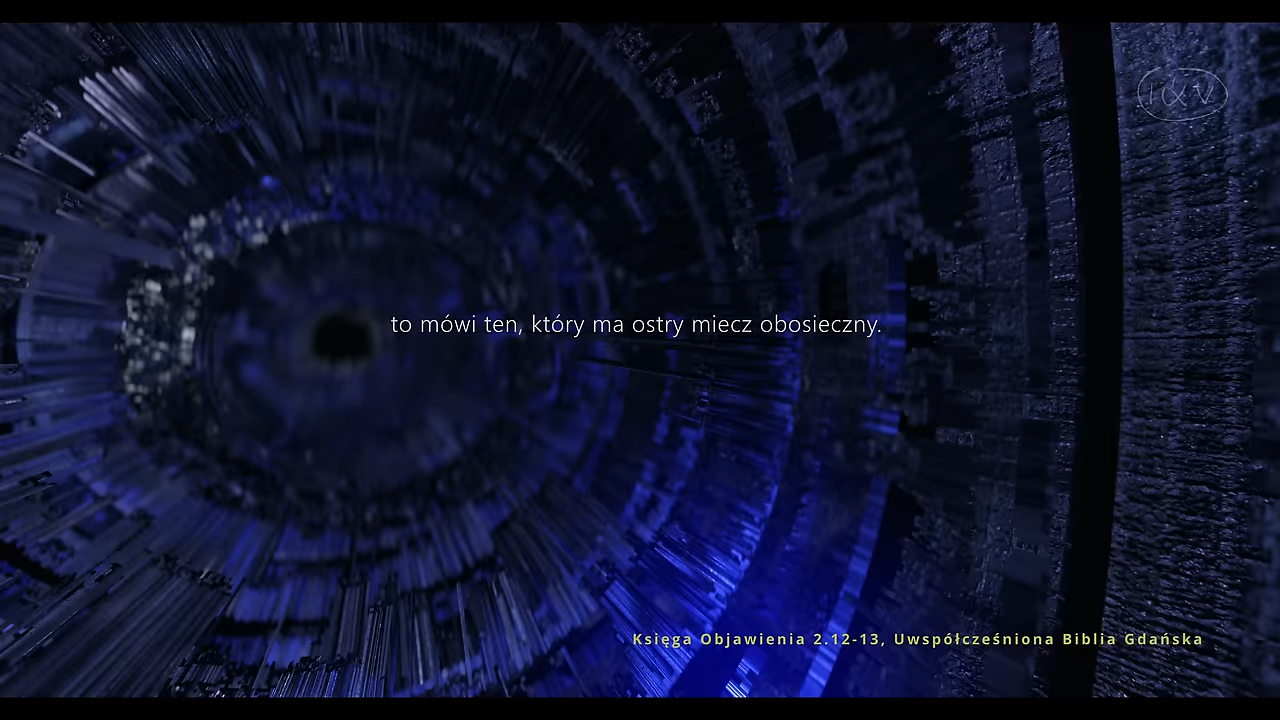 I&V
to mówi ten, który ma ostry miecz obosieczny.
Księga Objawienia 2.12-13, Uwspółcześniona Biblia Gdańska